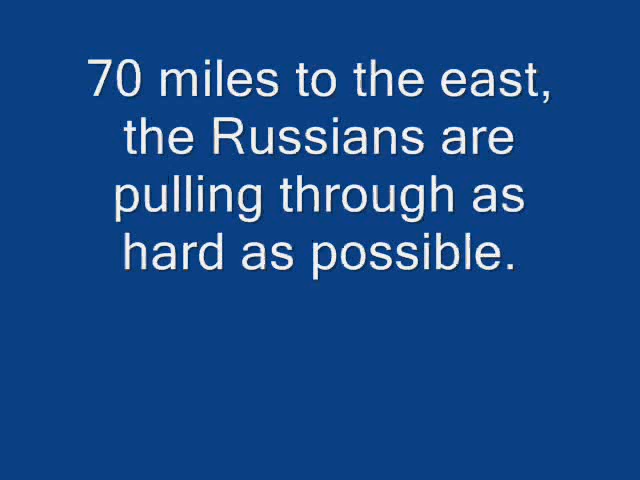 70 miles to the east,
the Russians are
pulling through as
hard as possible.